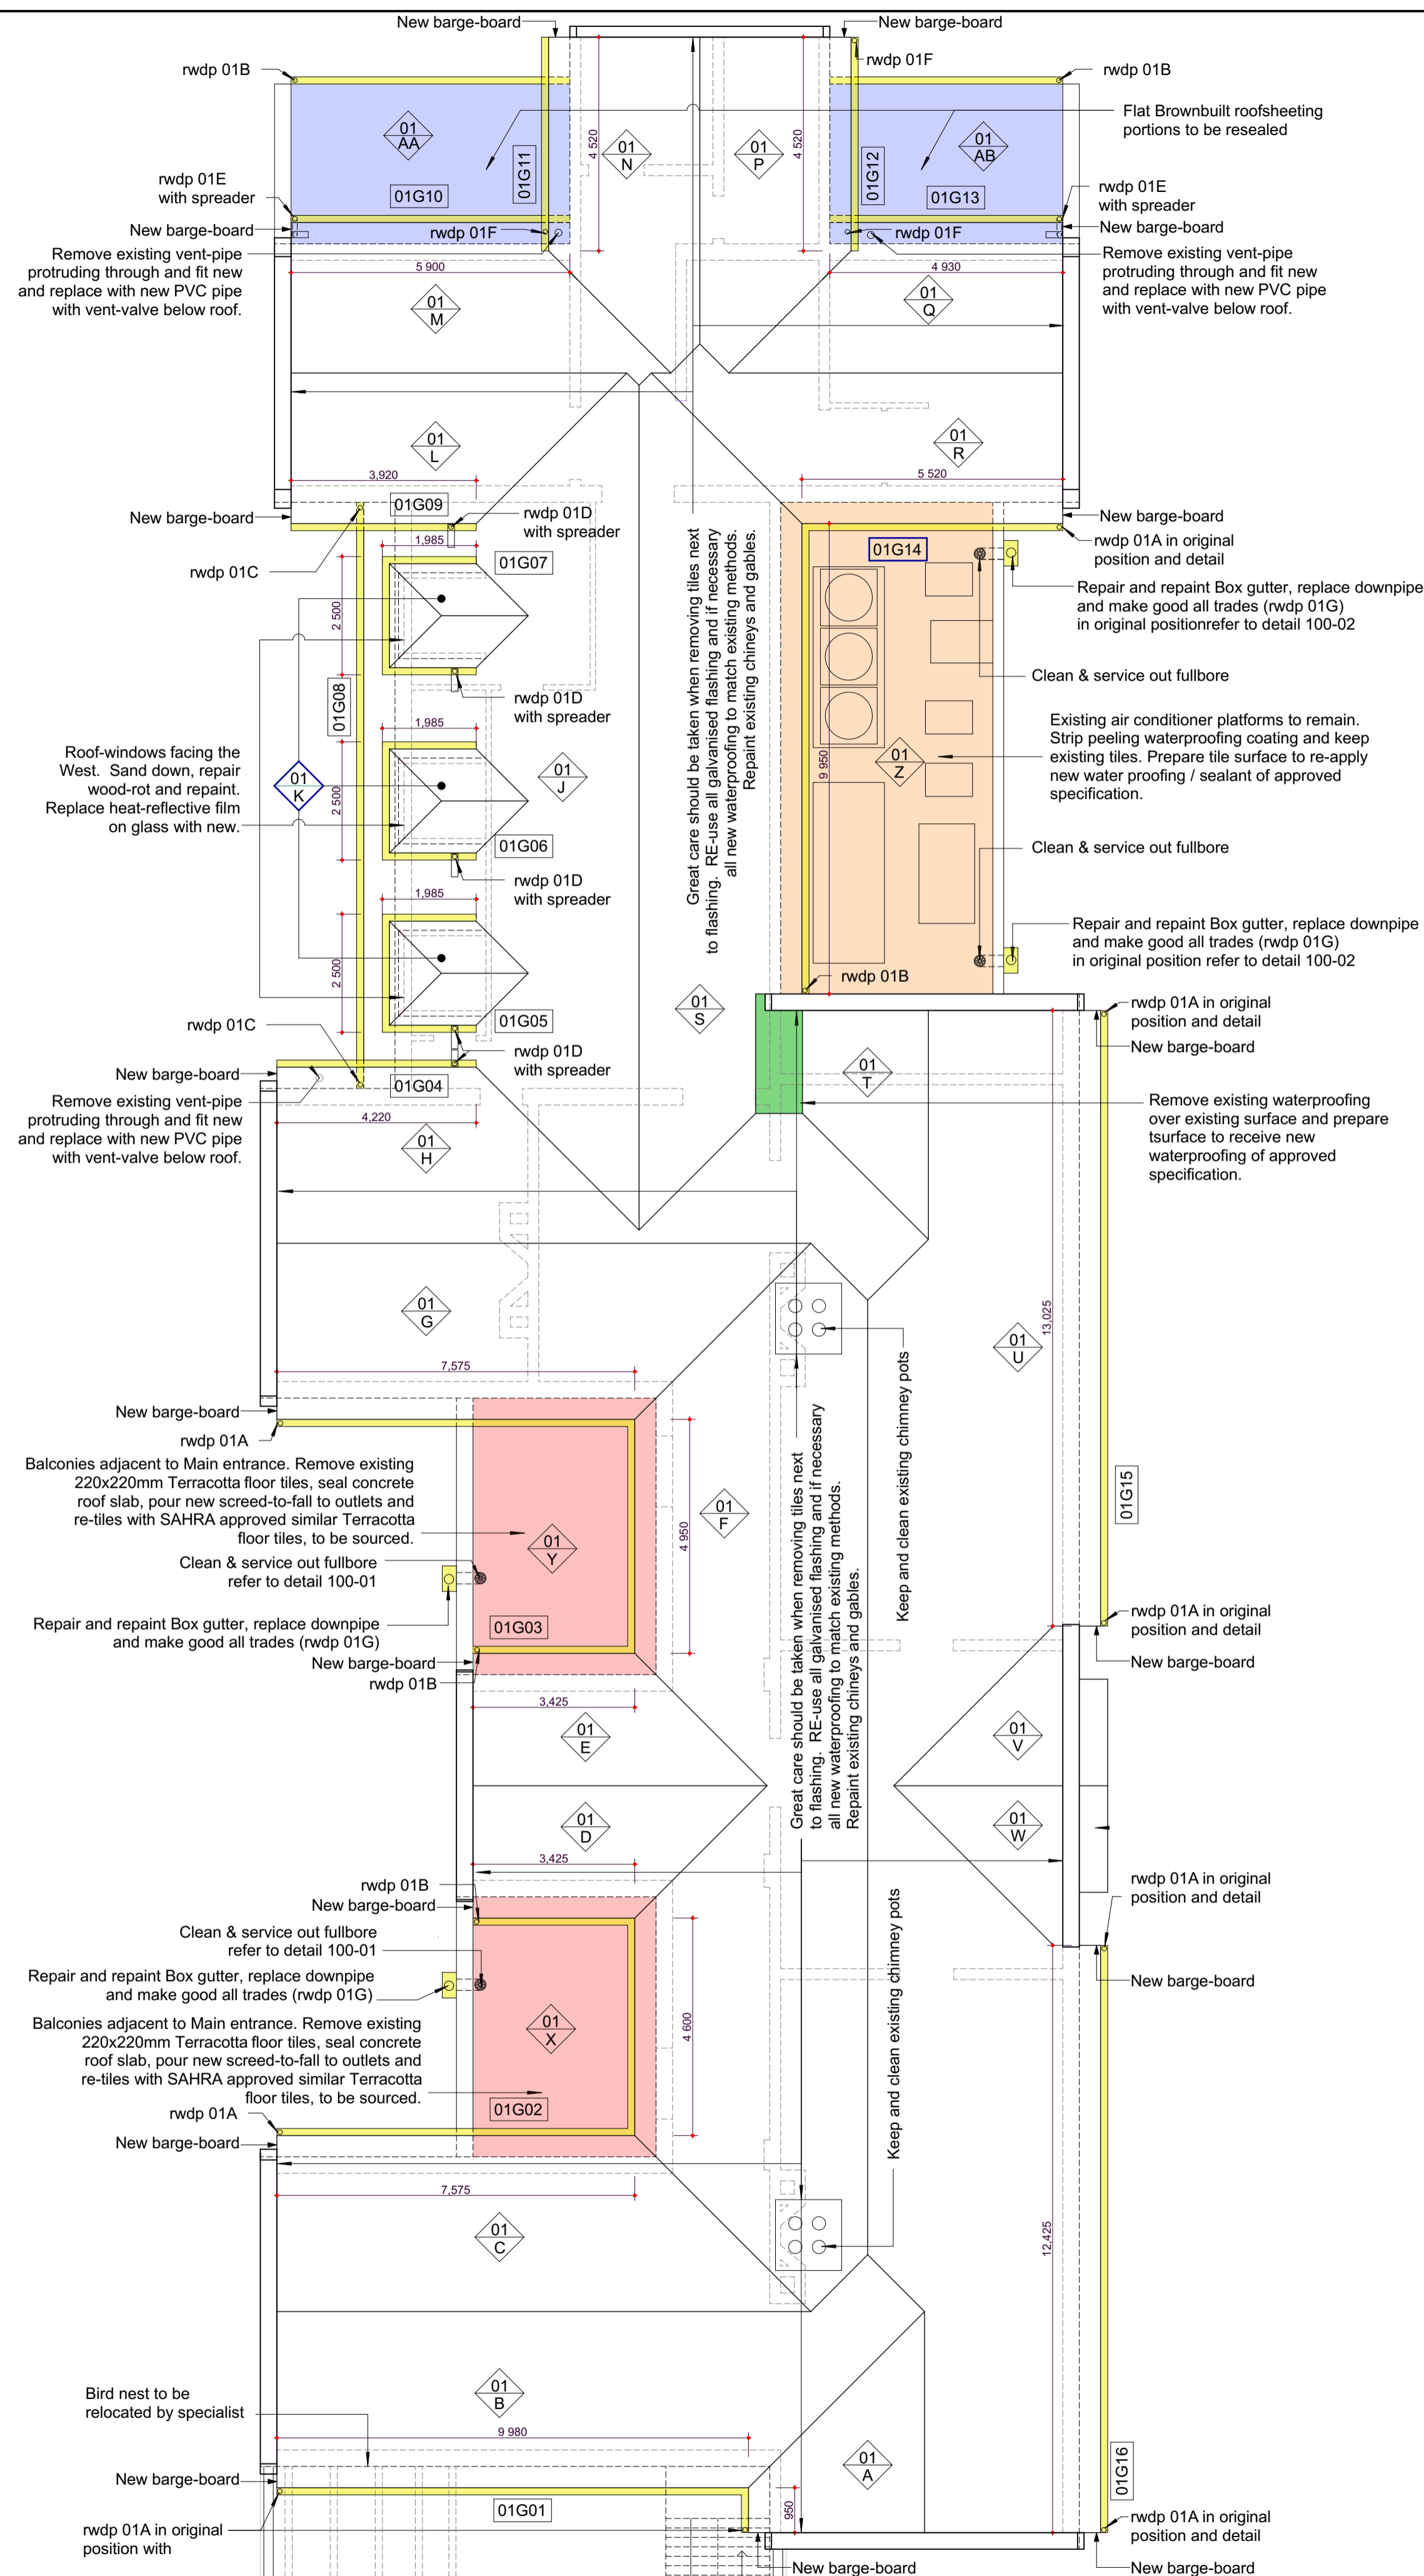 New barge-board
New barge-board
rwdp 01F
rwdp 01B
rwdp 01B
Flat Brownbuilt roofsheeting
portions to be resealed
01
AA
01
N
01
P
01
AB
4 520
4 520
01G11
01G12
rwdp 01E
with spreader
01G10
01G13
rwdp 01E
with spreader
New barge-board
rwdp 01F
rwdp 01F
New barge-board
Remove existing vent-pipe
protruding through and fit new
and replace with new PVC pipe
with vent-valve below roof.
5 900
4 930
Remove existing vent-pipe
protruding through and fit new
and replace with new PVC pipe
with vent-valve below roof.
01
M
01
Q
01
L
01
R
3,920
5 520
01G09
New barge-board
rwdp 01D
with spreader
New barge-board
rwdp 01A in original
position and detail
1,985
01G07
01G14
rwdp 01C
2 500
Repair and repaint Box gutter, replace downpipe
and make good all trades (rwdp 01G)
in original positionrefer to detail 100-02
Great care should be taken when removing tiles next
to flashing. RE-use all galvanised flashing and if necessary
all new waterproofing to match existing methods.
Repaint existing chineys and gables.
Clean & service out fullbore
01G08
rwdp 01D
with spreader
1,985
Roof-windows facing the
West. Sand down, repair
wood-rot and repaint.
Replace heat-reflective film
on glass with new.
01
K
2 500
01
J
9 950
01
Z
Existing air conditioner platforms to remain.
Strip peeling waterproofing coating and keep
existing tiles. Prepare tile surface to re-apply
new water proofing / sealant of approved
specification.
01G06
Clean & service out fullbore
rwdp 01D
with spreader
1,985
2 500
Repair and repaint Box gutter, replace downpipe
and make good all trades (rwdp 01G)
in original position refer to detail 100-02
rwdp 01B
01
S
rwdp 01A in original
position and detail
rwdp 01C
01G05
New barge-board
rwdp 01D
with spreader
New barge-board
01G04
01
T
Remove existing vent-pipe
protruding through and fit new
and replace with new PVC pipe
with vent-valve below roof.
4,220
Remove existing waterproofing
over existing surface and prepare
tsurface to receive new
waterproofing of approved
specification.
01
H
01
G
13,025
01
U
7,575
Keep and clean existing chimney pots
New barge-board
rwdp 01A
Balconies adjacent to Main entrance. Remove existing
220x220mm Terracotta floor tiles, seal concrete
roof slab, pour new screed-to-fall to outlets and
re-tiles with SAHRA approved similar Terracotta
floor tiles, to be sourced.
01
Y
4 950
01
F
Great care should be taken when removing tiles next
to flashing. RE-use all galvanised flashing and if necessary
all new waterproofing to match existing methods.
Repaint existing chineys and gables.
01G15
Clean & service out fullbore
refer to detail 100-01
Repair and repaint Box gutter, replace downpipe
and make good all trades (rwdp 01G)
01G03
rwdp 01A in original
position and detail
New barge-board
New barge-board
rwdp 01B
3,425
01
E
01
V
01
D
01
W
3,425
rwdp 01B
New barge-board
rwdp 01A in original
position and detail
Clean & service out fullbore
refer to detail 100-01
Repair and repaint Box gutter, replace downpipe
and make good all trades (rwdp 01G)
Keep and clean existing chimney pots
New barge-board
Balconies adjacent to Main entrance. Remove existing
220x220mm Terracotta floor tiles, seal concrete
roof slab, pour new screed-to-fall to outlets and
re-tiles with SAHRA approved similar Terracotta
floor tiles, to be sourced.
01
X
4 600
01G02
rwdp 01A
New barge-board
7,575
01
C
12,425
01
B
Bird nest to be
relocated by specialist
9 980
01
A
New barge-board
950
01G01
01G16
rwdp 01A in original
position with
rwdp 01A in original
position and detail
New barge-board
New barge-board